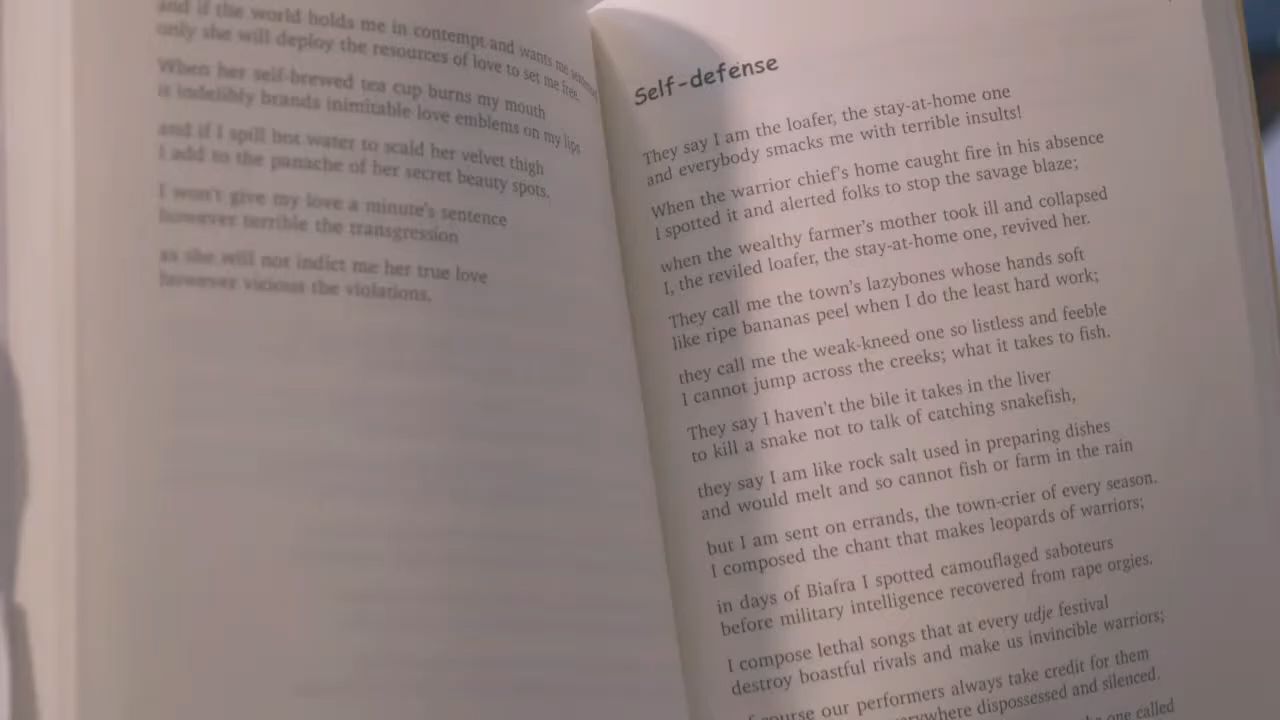 and if the world holds me in contempt and wants me
only she will deploy the resources of love to set me free.
When her self-brewed tea cup burns my mouth
it indelibly brands inimitable love emblems on my lips
and if I spill hot water to scald her velvet thigh
I add to the panache of her secret beauty spots.
I won't give my love a minute's sentence
however terrible the transgression
as she will not indict me her true love
however vicious the violations.
Self-defense
They say I am the loafer, the stay-at-home one
and everybody smacks me with terrible insults!
When the warrior chief's home caught fire in his absence
I spotted it and alerted folks to stop the savage blaze;
when the wealthy farmer's mother took ill and collapsed
I, the reviled loafer, the stay-at-home one, revived her.
They call me the town's lazybones whose hands soft
like ripe bananas peel when I do the least hard work;
they call me the weak-kneed one so listless and feeble
I cannot jump across the creeks; what it takes to fish.
They say I haven't the bile it takes in the liver
to kill a snake not to talk of catching snakefish,
they say I am like rock salt used in preparing dishes
and would melt and so cannot fish or farm in the rain
but I am sent on errands, the town-crier of every season.
I composed the chant that makes leopards of warriors;
in days of Biafra I spotted camouflaged saboteurs
before military intelligence recovered from rape orgies.
I compose lethal songs that at every udje festival
destroy boastful rivals and make us invincible warriors;
our performers always take credit for them
dispossessed and silenced.
one called